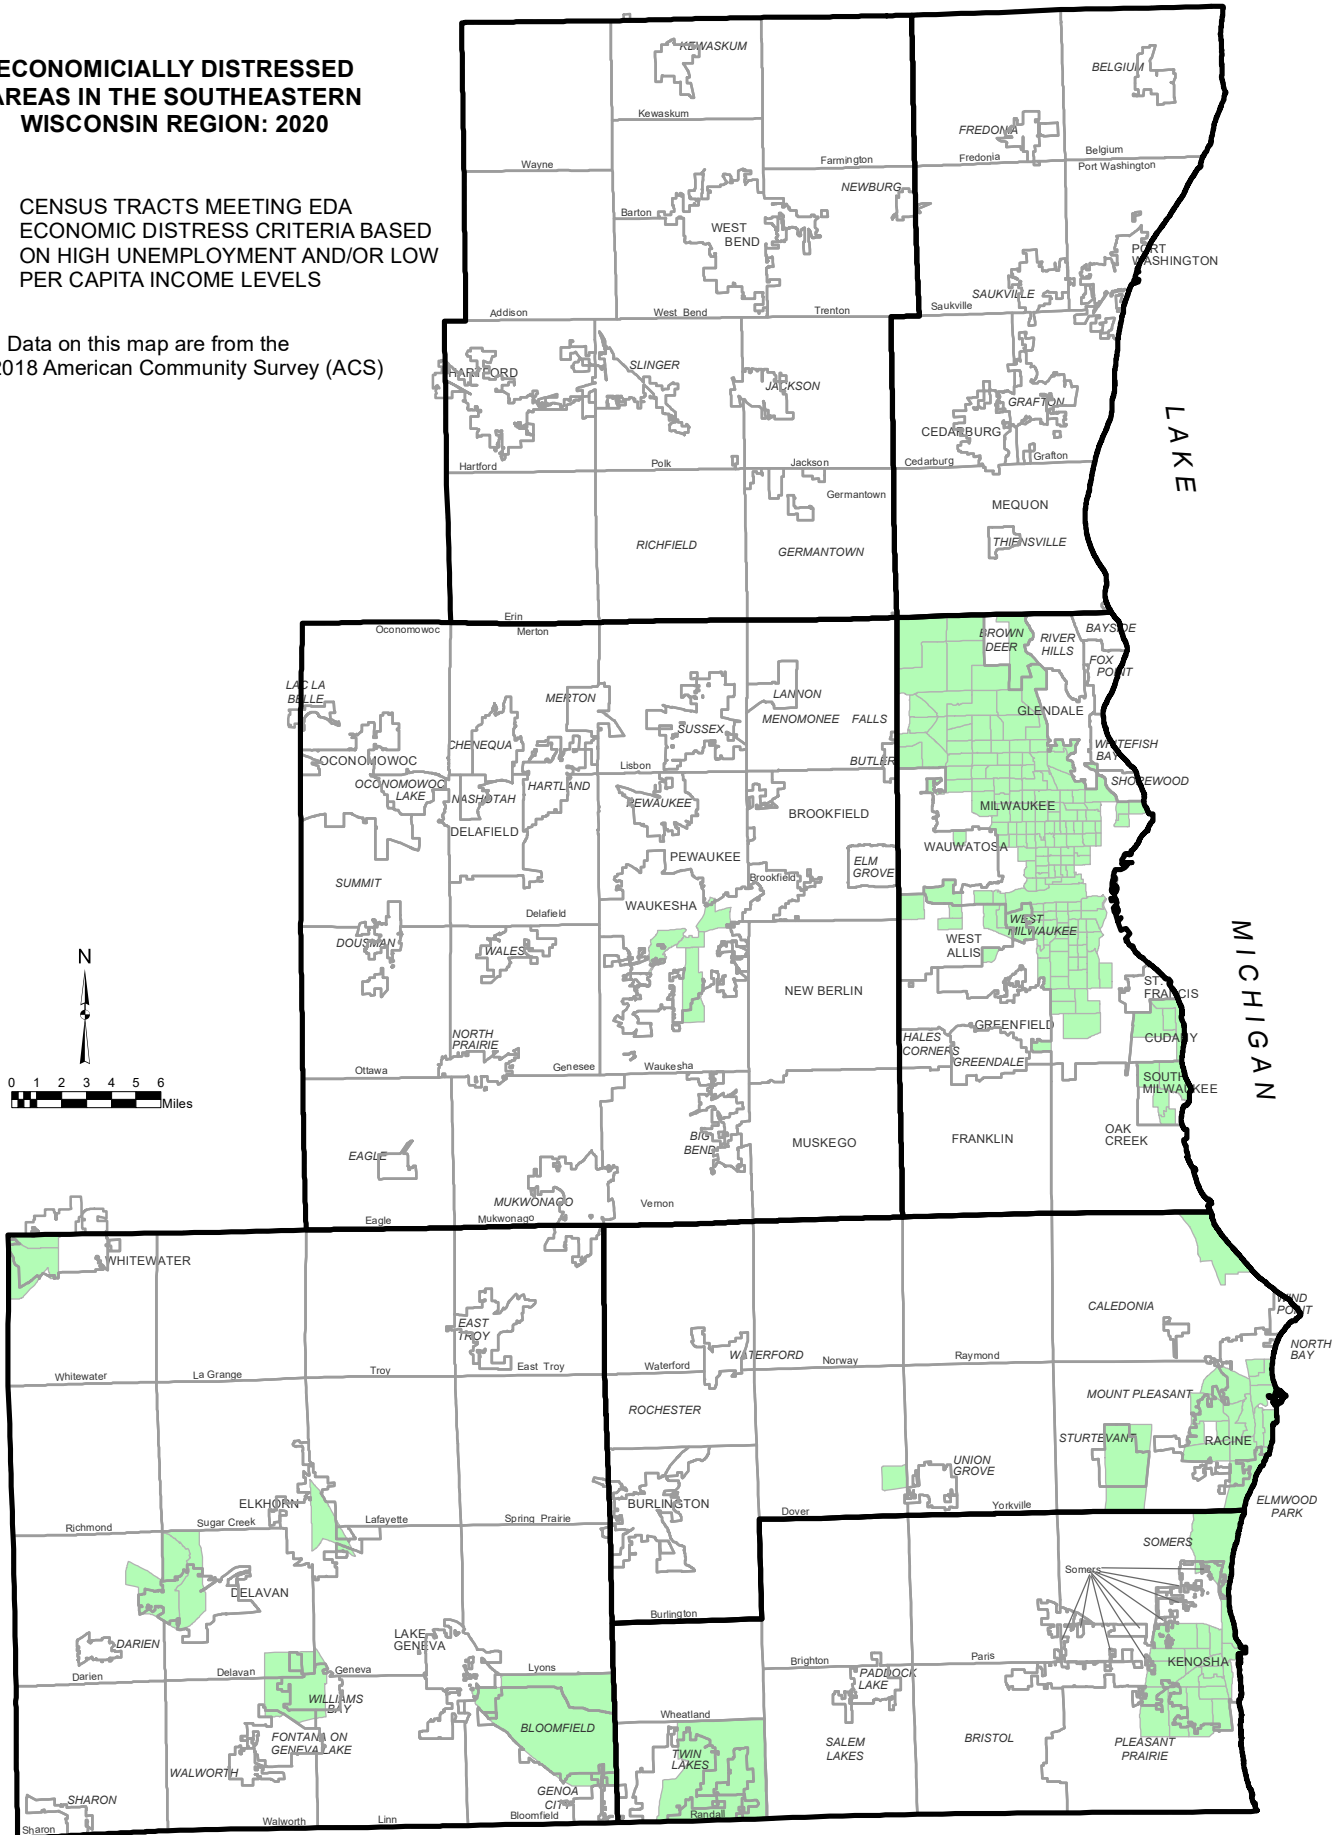 ECONOMICIALLY DISTRESSED
AREAS IN THE SOUTHEASTERN
WISCONSIN REGION: 2020
CENSUS TRACTS MEETING EDA
ECONOMIC DISTRESS CRITERIA BASED
ON HIGH UNEMPLOYMENT AND/OR LOW
PER CAPITA INCOME LEVELS
Data on this map are from the
2018 American Community Survey (ACS)
KEWASKUM
BELGIUM
Kewaskum
FREDONIA
Wayne
Farmington
Fredonia
Belgium
Port Washington
NEWBURG
Barton
WEST
BEND
PORT
WASHINGTON
SAUKVILLE
Addison
West Bend
Trenton
Saukville
HARTFORD
SLINGER
JACKSON
GRAFTON
CEDARBURG
LAKE
Hartford
Polk
Jackson
Cedarburg
Grafton
Germantown
MEQUON
RICHFIELD
GERMANTOWN
THIENSVILLE
Erin
Oconomowoc
Merton
BROWN
DEER
RIVER
HILLS
BAYSIDE
FOX
POINT
LAC LA
BELLE
MERTON
LANNON
MENOMONEE FALLS
GLENDALE
SUSSEX
CHENEQUA
WHITEFISH
BAY
OCONOMOWOC
Lisbon
BUTLER
SHOREWOOD
OCONOMOWOC
LAKE
NASHOTAH
HARTLAND
PEWAUKEE
MILWAUKEE
BROOKFIELD
DELAFIELD
WAUWATOSA
PEWAUKEE
ELM
GROVE
SUMMIT
Brookfield
WAUKESHA
Delafield
WEST
MILWAUKEE
DOUSMAN
WALES
WEST
ALLIS
MICHIGAN
N
NEW BERLIN
ST.
FRANCIS
NORTH
PRAIRIE
GREENFIELD
HALES
CORNERS
GREENDALE
CUDAHY
Ottawa
Genesee
Waukesha
SOUTH
MILWAUKEE
0 1 2 3 4 5 6
Miles
BIG
BEND
MUSKEGO
FRANKLIN
OAK
CREEK
EAGLE
MUKWONAGO
Vernon
Eagle
Mukwonago
WHITEWATER
CALEDONIA
WIND
POINT
EAST
TROY
NORTH
BAY
WATERFORD
Whitewater
La Grange
Troy
East Troy
Waterford
Norway
Raymond
MOUNT PLEASANT
ROCHESTER
STURTEVANT
RACINE
UNION
GROVE
ELKHORN
BURLINGTON
ELMWOOD
PARK
Richmond
Sugar Creek
Lafayette
Spring Prairie
Dover
Yorkville
SOMERS
Somers
DELAVAN
Burlington
DARIEN
LAKE
GENEVA
Darien
Delavan
Geneva
Lyons
Brighton
Paris
KENOSHA
PADDOCK
LAKE
WILLIAMS
BAY
Wheatland
BLOOMFIELD
FONTANA ON
GENEVA LAKE
TWIN
LAKES
SALEM
LAKES
BRISTOL
PLEASANT
PRAIRIE
WALWORTH
GENOA
CITY
SHARON
Sharon
Walworth
Linn
Bloomfield
Randall